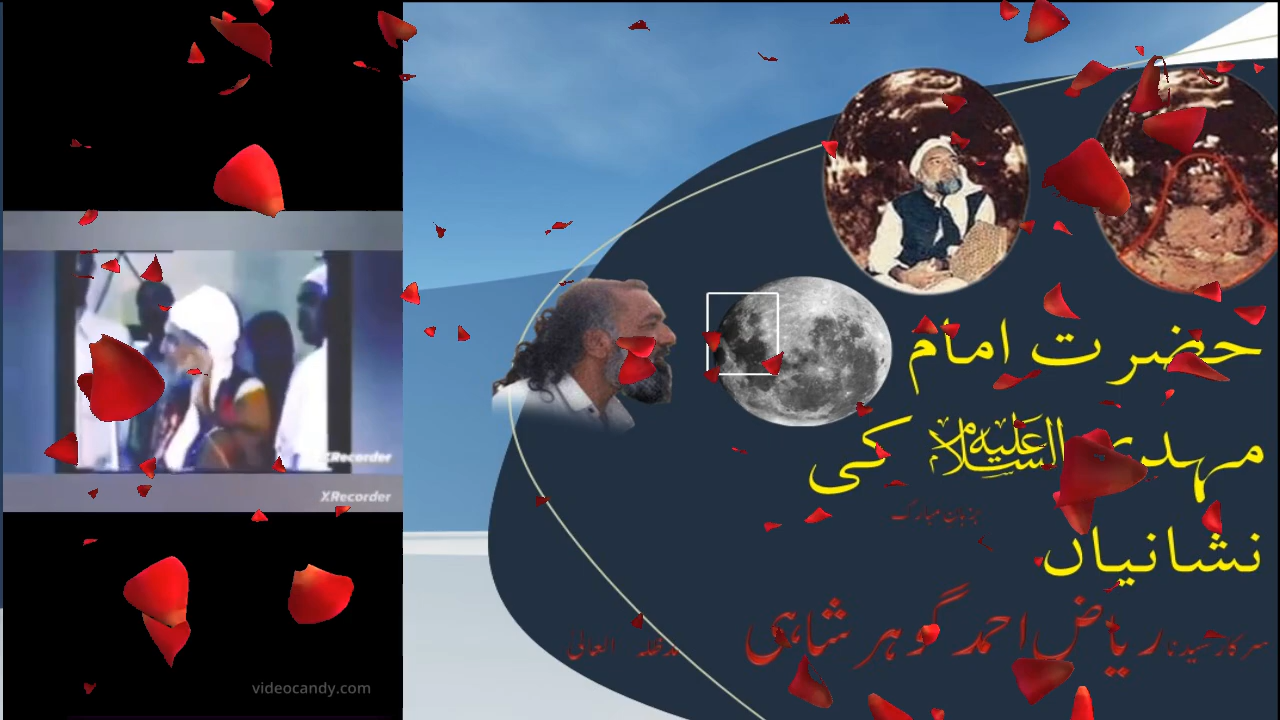 حضرت امام
مہدی علیہ السلام کی
بزبان مبارک
نشانیاں
سرکار سیدنا ریاض احمد گوہر شاہی
مدظلہ العالی
XRecorder
XRecorder
videocandy.com